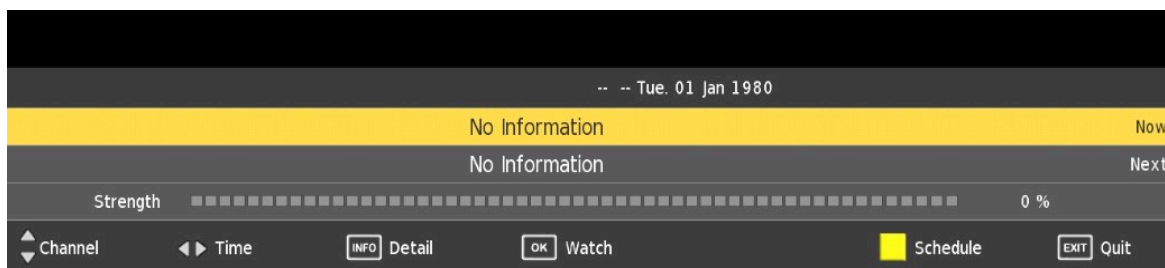 -- -- Tue. 01 Jan 1980
No Information Now
No Information Next
Strength 0 %
Channel Time INFO Detail OK Watch Schedule EXIT Quit